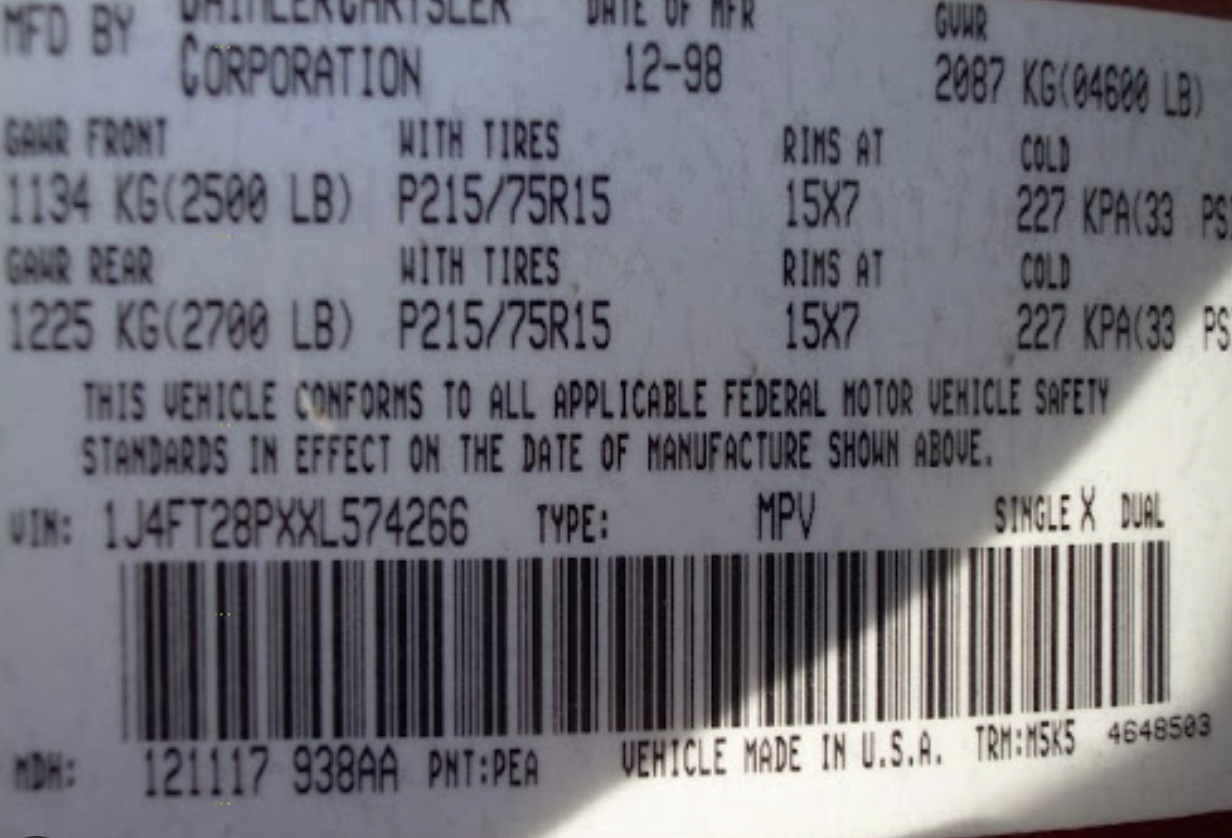 MFD BY DAIMLERCHRYSLER DATE OF MFR GVWR
CORPORATION 12-98 2087 KG(04600 LB)
GAWR FRONT WITH TIRES RIMS AT COLD
1134 KG(2500 LB) P215/75R15 15X7 227 KPA(33 PS
GAWR REAR WITH TIRES RIMS AT COLD
1225 KG(2700 LB) P215/75R15 15X7 227 KPA(33 PS
THIS VEHICLE CONFORMS TO ALL APPLICABLE FEDERAL MOTOR VEHICLE SAFETY
STANDARDS IN EFFECT ON THE DATE OF MANUFACTURE SHOWN ABOVE.
VIN: 1J4FT28PXXL574266 TYPE: MPV SINGLE X DUAL
MDH: 121117 938AA PNT:PEA VEHICLE MADE IN U.S.A. TRM:M5K5 4648503